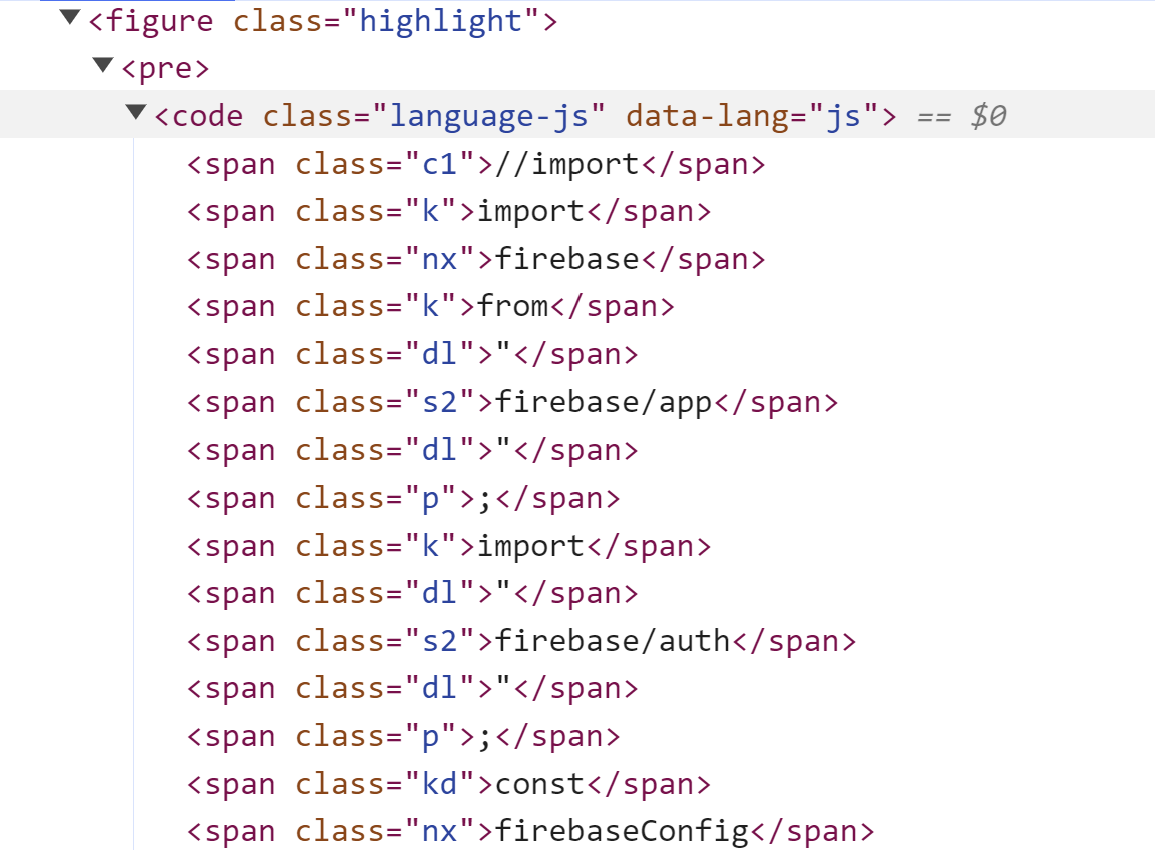 <figure class="highlight">
<pre>
<code class="language-js" data-lang="js"> == $0
<span class="c1">//import</span>
<span class="k">import</span>
<span class="nx">firebase</span>
<span class="k">from</span>
<span class="dl">"</span>
<span class="s2">firebase/app</span>
<span class="dl">"</span>
<span class="p">;</span>
<span class="k">import</span>
<span class="dl">"</span>
<span class="s2">firebase/auth</span>
<span class="dl">"</span>
<span class="p">;</span>
<span class="kd">const</span>
<span class="nx">firebaseConfig</span>